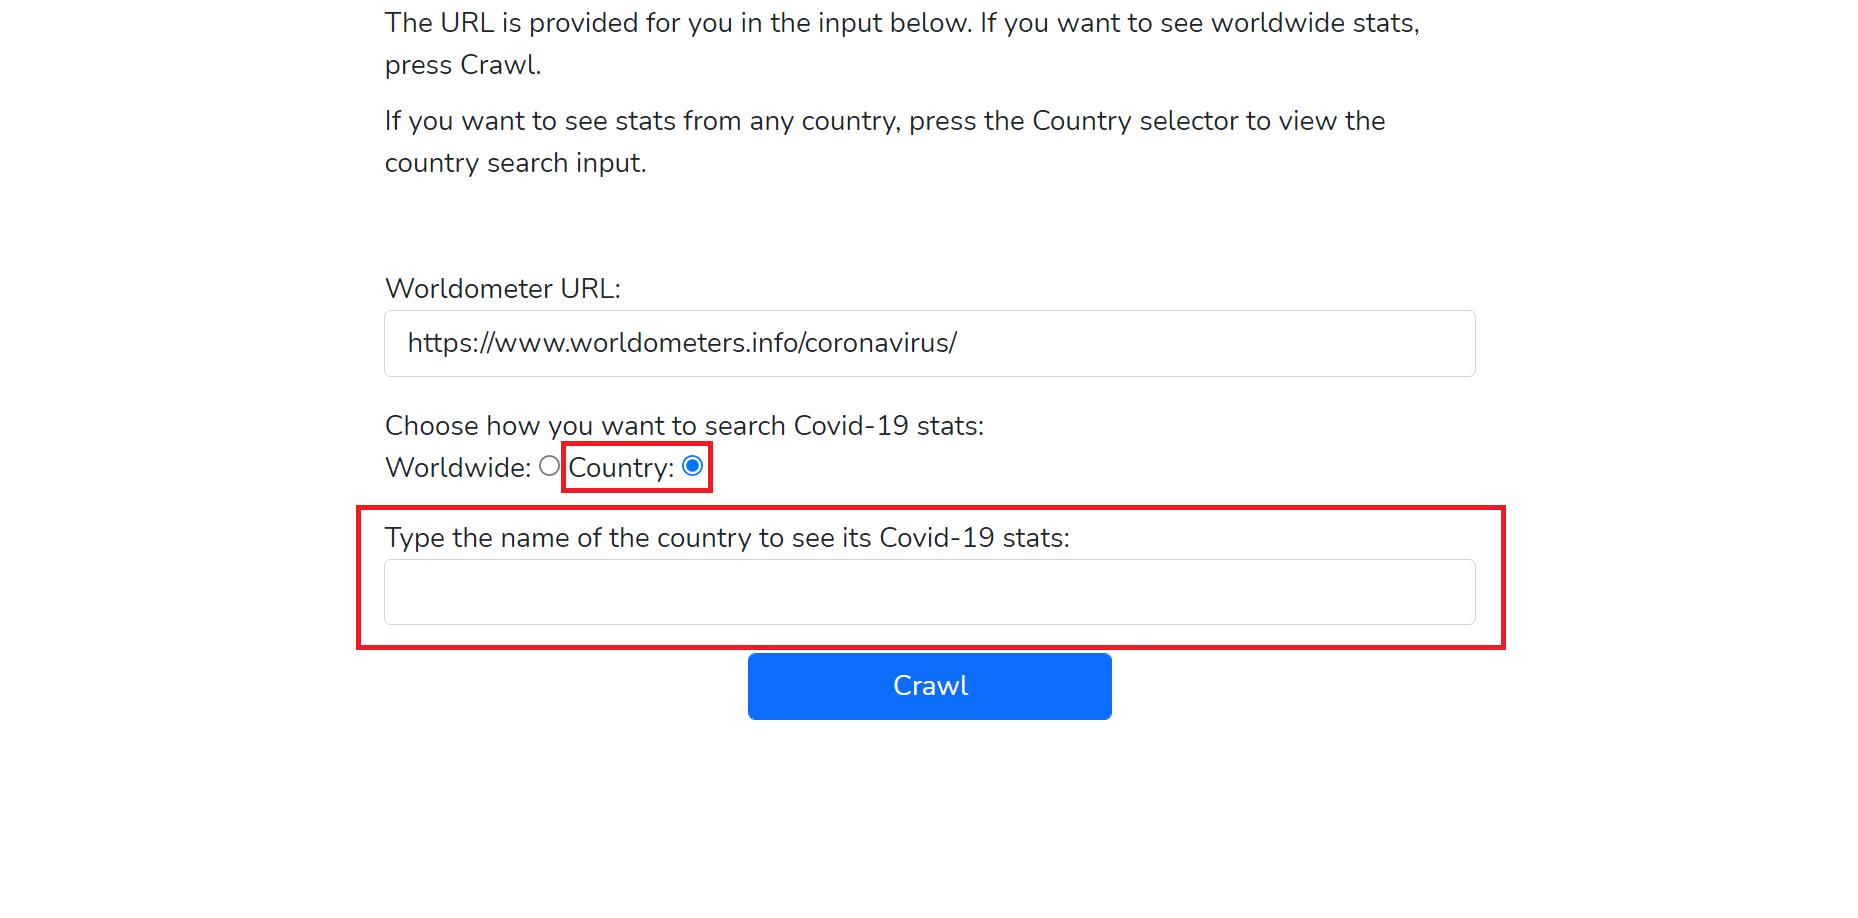 The URL is provided for you in the input below. If you want to see worldwide stats,
press Crawl.
If you want to see stats from any country, press the Country selector to view the
country search input.
Worldometer URL:
https://www.worldometers.info/coronavirus/
Choose how you want to search Covid-19 stats:
Worldwide: Country:
Type the name of the country to see its Covid-19 stats:
Crawl